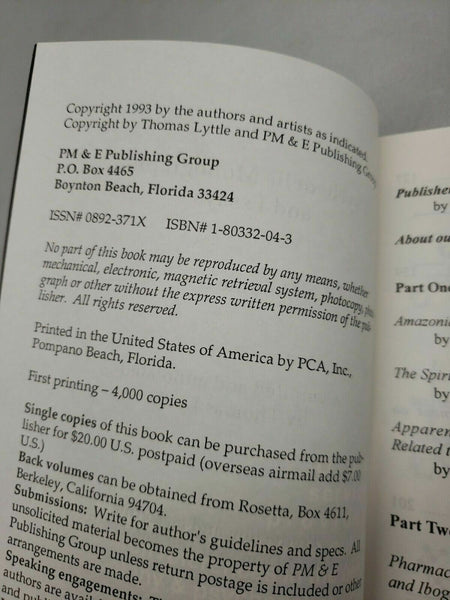 Copyright 1993 by the authors and artists as indicated.
Copyright by Thomas Lyttle and PM & E Publishing Group
PM & E Publishing Group
P.O. Box 4465
Boynton Beach, Florida 33424
ISSN# 0892-371X ISBN# 1-80332-04-3
No part of this book may be reproduced by any means, whether
mechanical, electronic, magnetic retrieval system, photocopy,
graph or other without the express written permission of the pub-
lisher. All rights reserved.
Printed in the United States of America by PCA, Inc.,
Pompano Beach, Florida.
First printing – 4,000 copies
Single copies of this book can be purchased from the pub-
lisher for $20.00 U.S. postpaid (overseas airmail add $7.00
U.S.)
Back volumes can be obtained from Rosetta, Box 4611,
Berkeley, California 94704.
Submissions: Write for author's guidelines and specs. All
unsolicited material becomes the property of PM & E
Publishing Group unless return postage is included or other
arrangements are made.
Speaking engagements:
authors are
and
Publisher
by
About ou
Part One
Amazoni
by
The Spiri
by
Apparen
Related t
by
Part Two
Pharmac
and Ibog